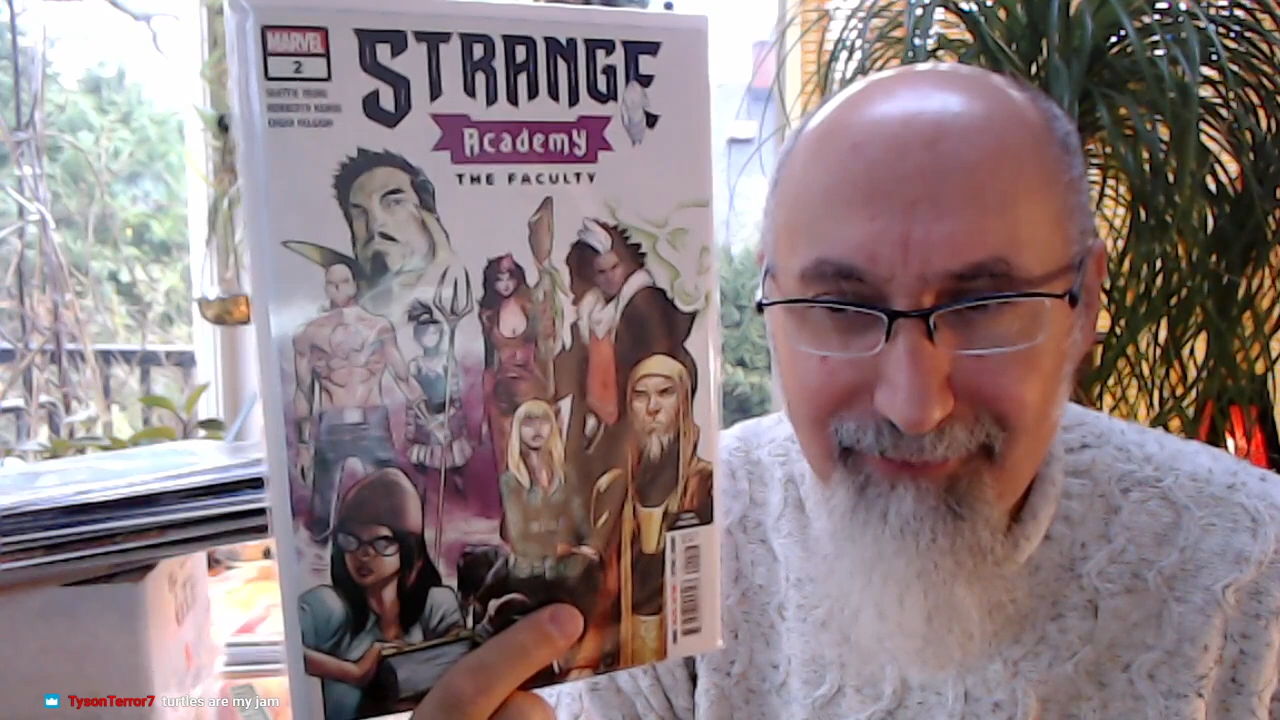 MARVEL
2
STRANGE
Academy
THE FACULTY
TysonTerror7 turtles are my jam